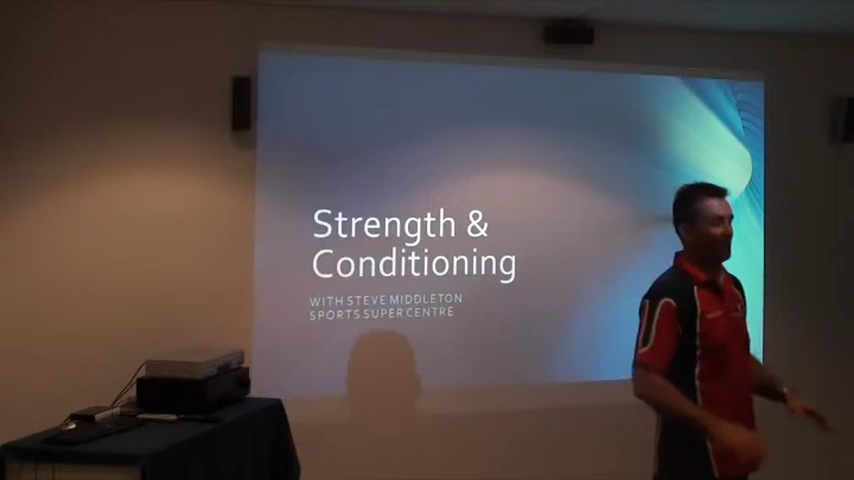 Strength &
Conditioning
WITH STEVE MIDDLETON
SPORTS SUPER CENTRE